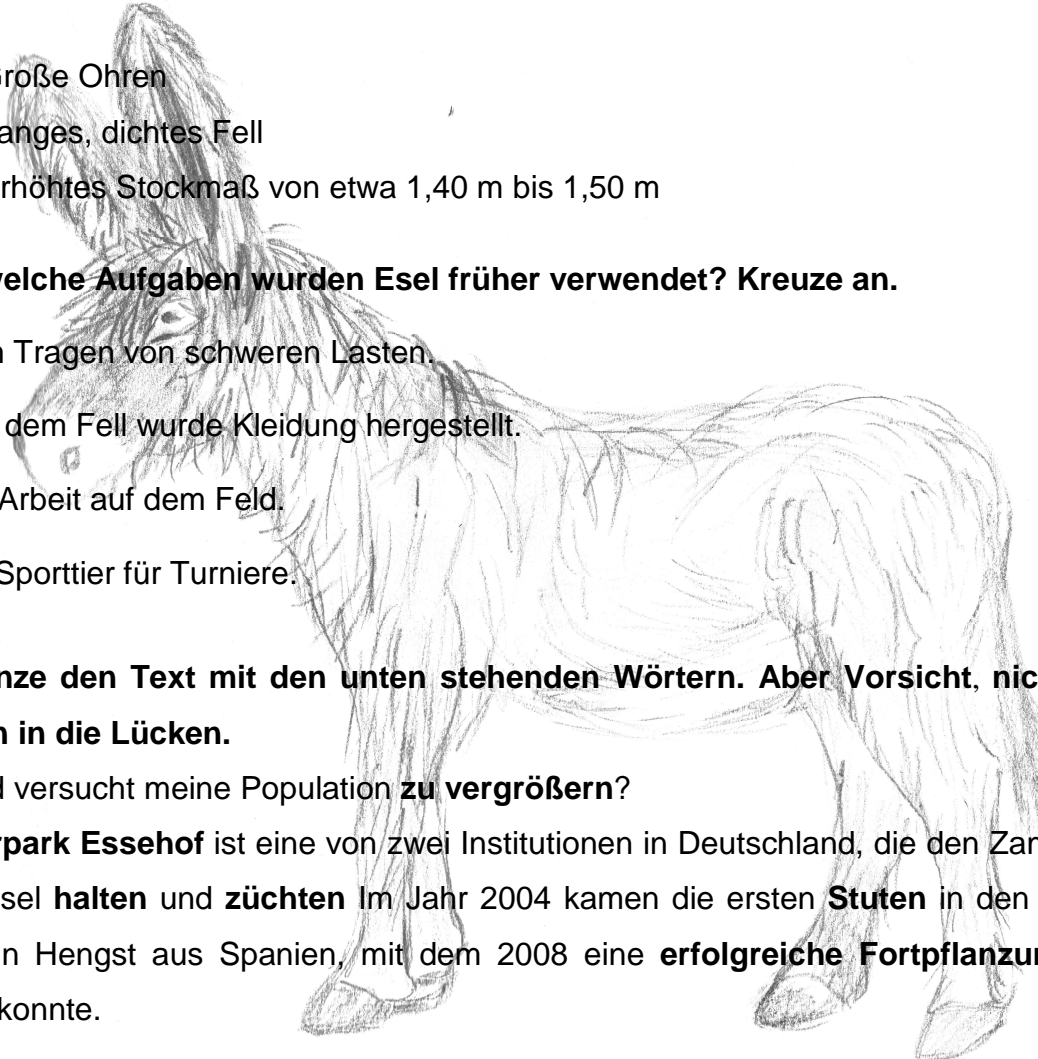 Große Ohren
anges, dichtes Fell
rhöhtes Stockmaß von etwa 1,40 m bis 1,50 m
welche Aufgaben wurden Esel früher verwendet? Kreuze an.
Tragen von schweren Lasten.
dem Fell wurde Kleidung hergestellt.
Arbeit auf dem Feld.
Sporttier für Turniere.
nze den Text mit den unten stehenden Wörtern. Aber Vorsicht, nic
n in die Lücken.
d versucht meine Population zu vergrößern?
rpark Essehof ist eine von zwei Institutionen in Deutschland, die den Zar
sel halten und züchten Im Jahr 2004 kamen die ersten Stuten in den
n Hengst aus Spanien, mit dem 2008 eine erfolgreiche Fortpflanzu
konnte.